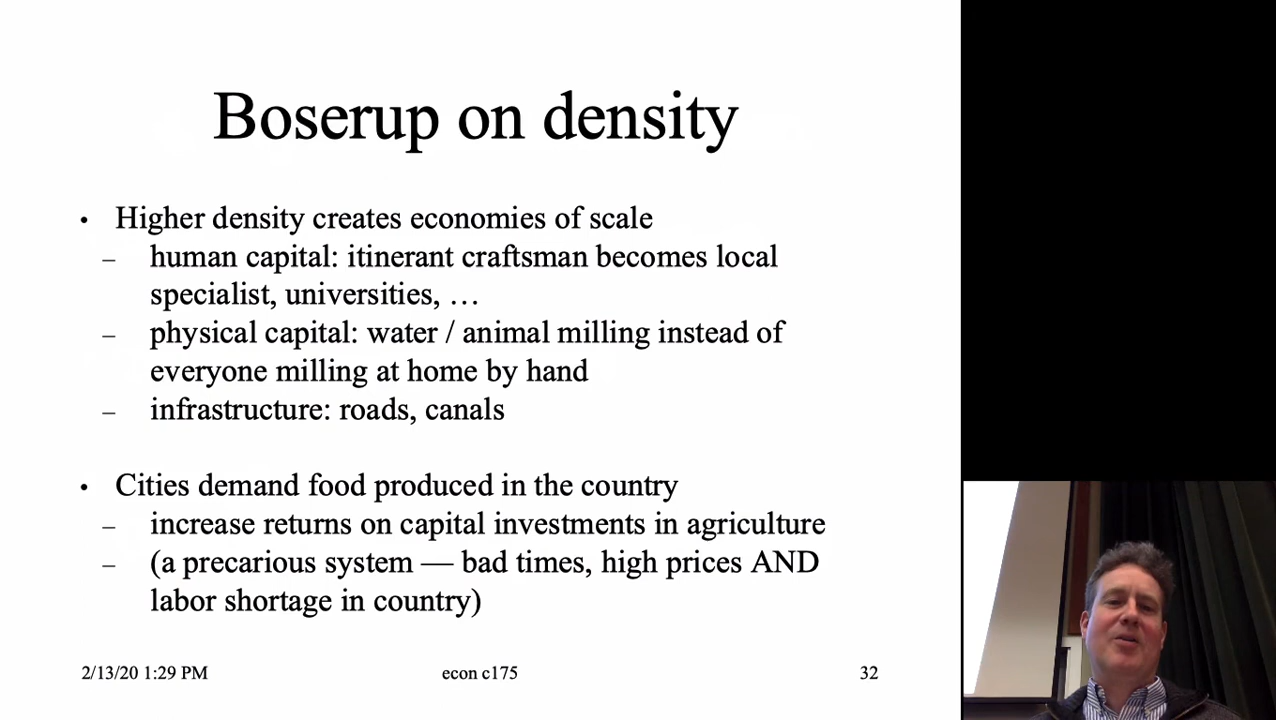 Boserup on density
• Higher density creates economies of scale
– human capital: itinerant craftsman becomes local
specialist, universities, …
– physical capital: water / animal milling instead of
everyone milling at home by hand
– infrastructure: roads, canals
• Cities demand food produced in the country
– increase returns on capital investments in agriculture
– (a precarious system — bad times, high prices AND
labor shortage in country)
2/13/20 1:29 PM
econ c175
32